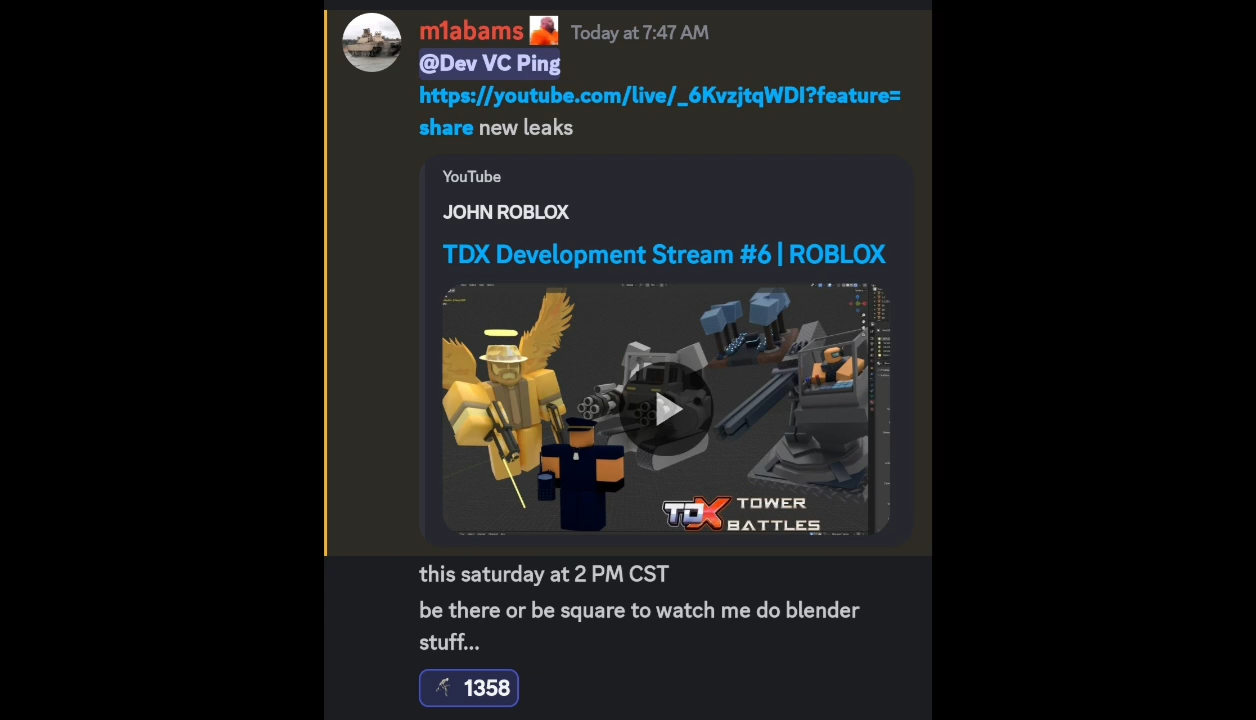 m1abams Today at 7:47 AM
@Dev VC Ping
https://youtube.com/live/_6KvzjtqWDI?feature=
share new leaks
YouTube
JOHN ROBLOX
TDX Development Stream #6 | ROBLOX
TDX TOWER
BATTLES
this saturday at 2 PM CST
be there or be square to watch me do blender
stuff...
1358